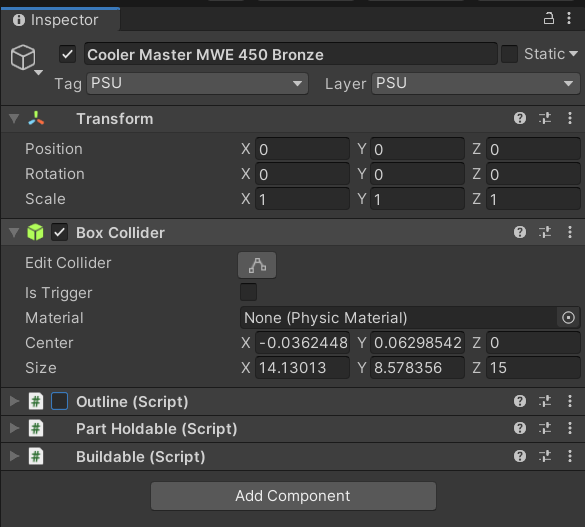 Inspector
Cooler Master MWE 450 Bronze Static
Tag PSU Layer PSU
Transform
Position X 0 Y 0 Z 0
Rotation X 0 Y 0 Z 0
Scale X 1 Y 1 Z 1
Box Collider
Edit Collider
Is Trigger
Material None (Physic Material)
Center X -0.0362448 Y 0.06298542 Z 0
Size X 14.13013 Y 8.578356 Z 15
# Outline (Script)
# Part Holdable (Script)
# Buildable (Script)
Add Component